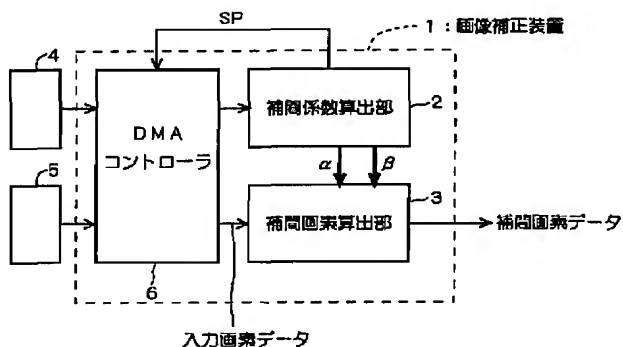 SP
1：画像補正装置
4
補間係数算出部
2
DMA
コントローラ
α
β
5
3
補間画素算出部
補間画素データ
6
入力画素データ